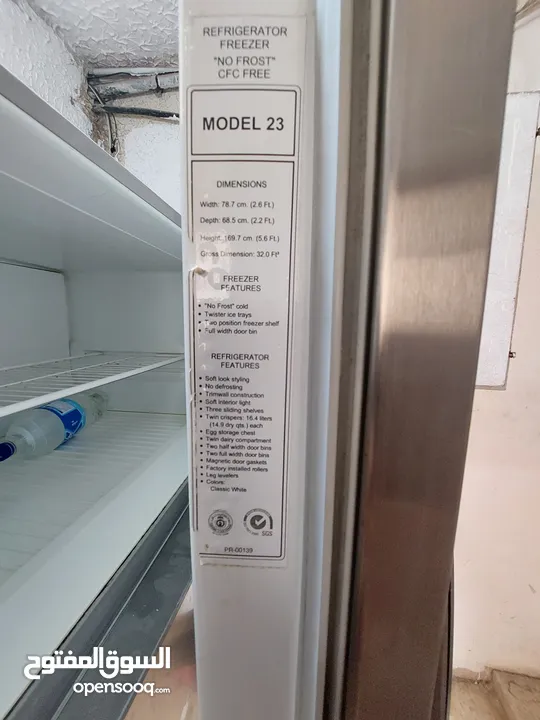 REFRIGERATOR
FREEZER
"NO FROST"
CFC FREE
MODEL 23
DIMENSIONS
Width: 78.7 cm. (2.6 Ft.)
Depth: 68.5 cm. (2.2 Ft.)
Height: 169.7 cm. (5.6 Ft.)
Gross Dimension: 32.0 Ft³
FREEZER
FEATURES
• "No Frost" cold
• Twister ice trays
• Two position freezer shelf
• Full width door bin
REFRIGERATOR
FEATURES
• Soft look styling
• No defrosting
• Trimwall construction
• Soft interior light
• Three sliding shelves
• Twin crispers: 16.4 liters
(14.9 dry qts.) each
• Egg storage chest
• Twin dairy compartment
• Two half width door bins
• Two full width door bins
• Magnetic door gaskets
• Factory installed rollers
• Leg levelers
• Colors:
Classic White
SGS
PR-00139
السوق المفتوح
opensooq.com